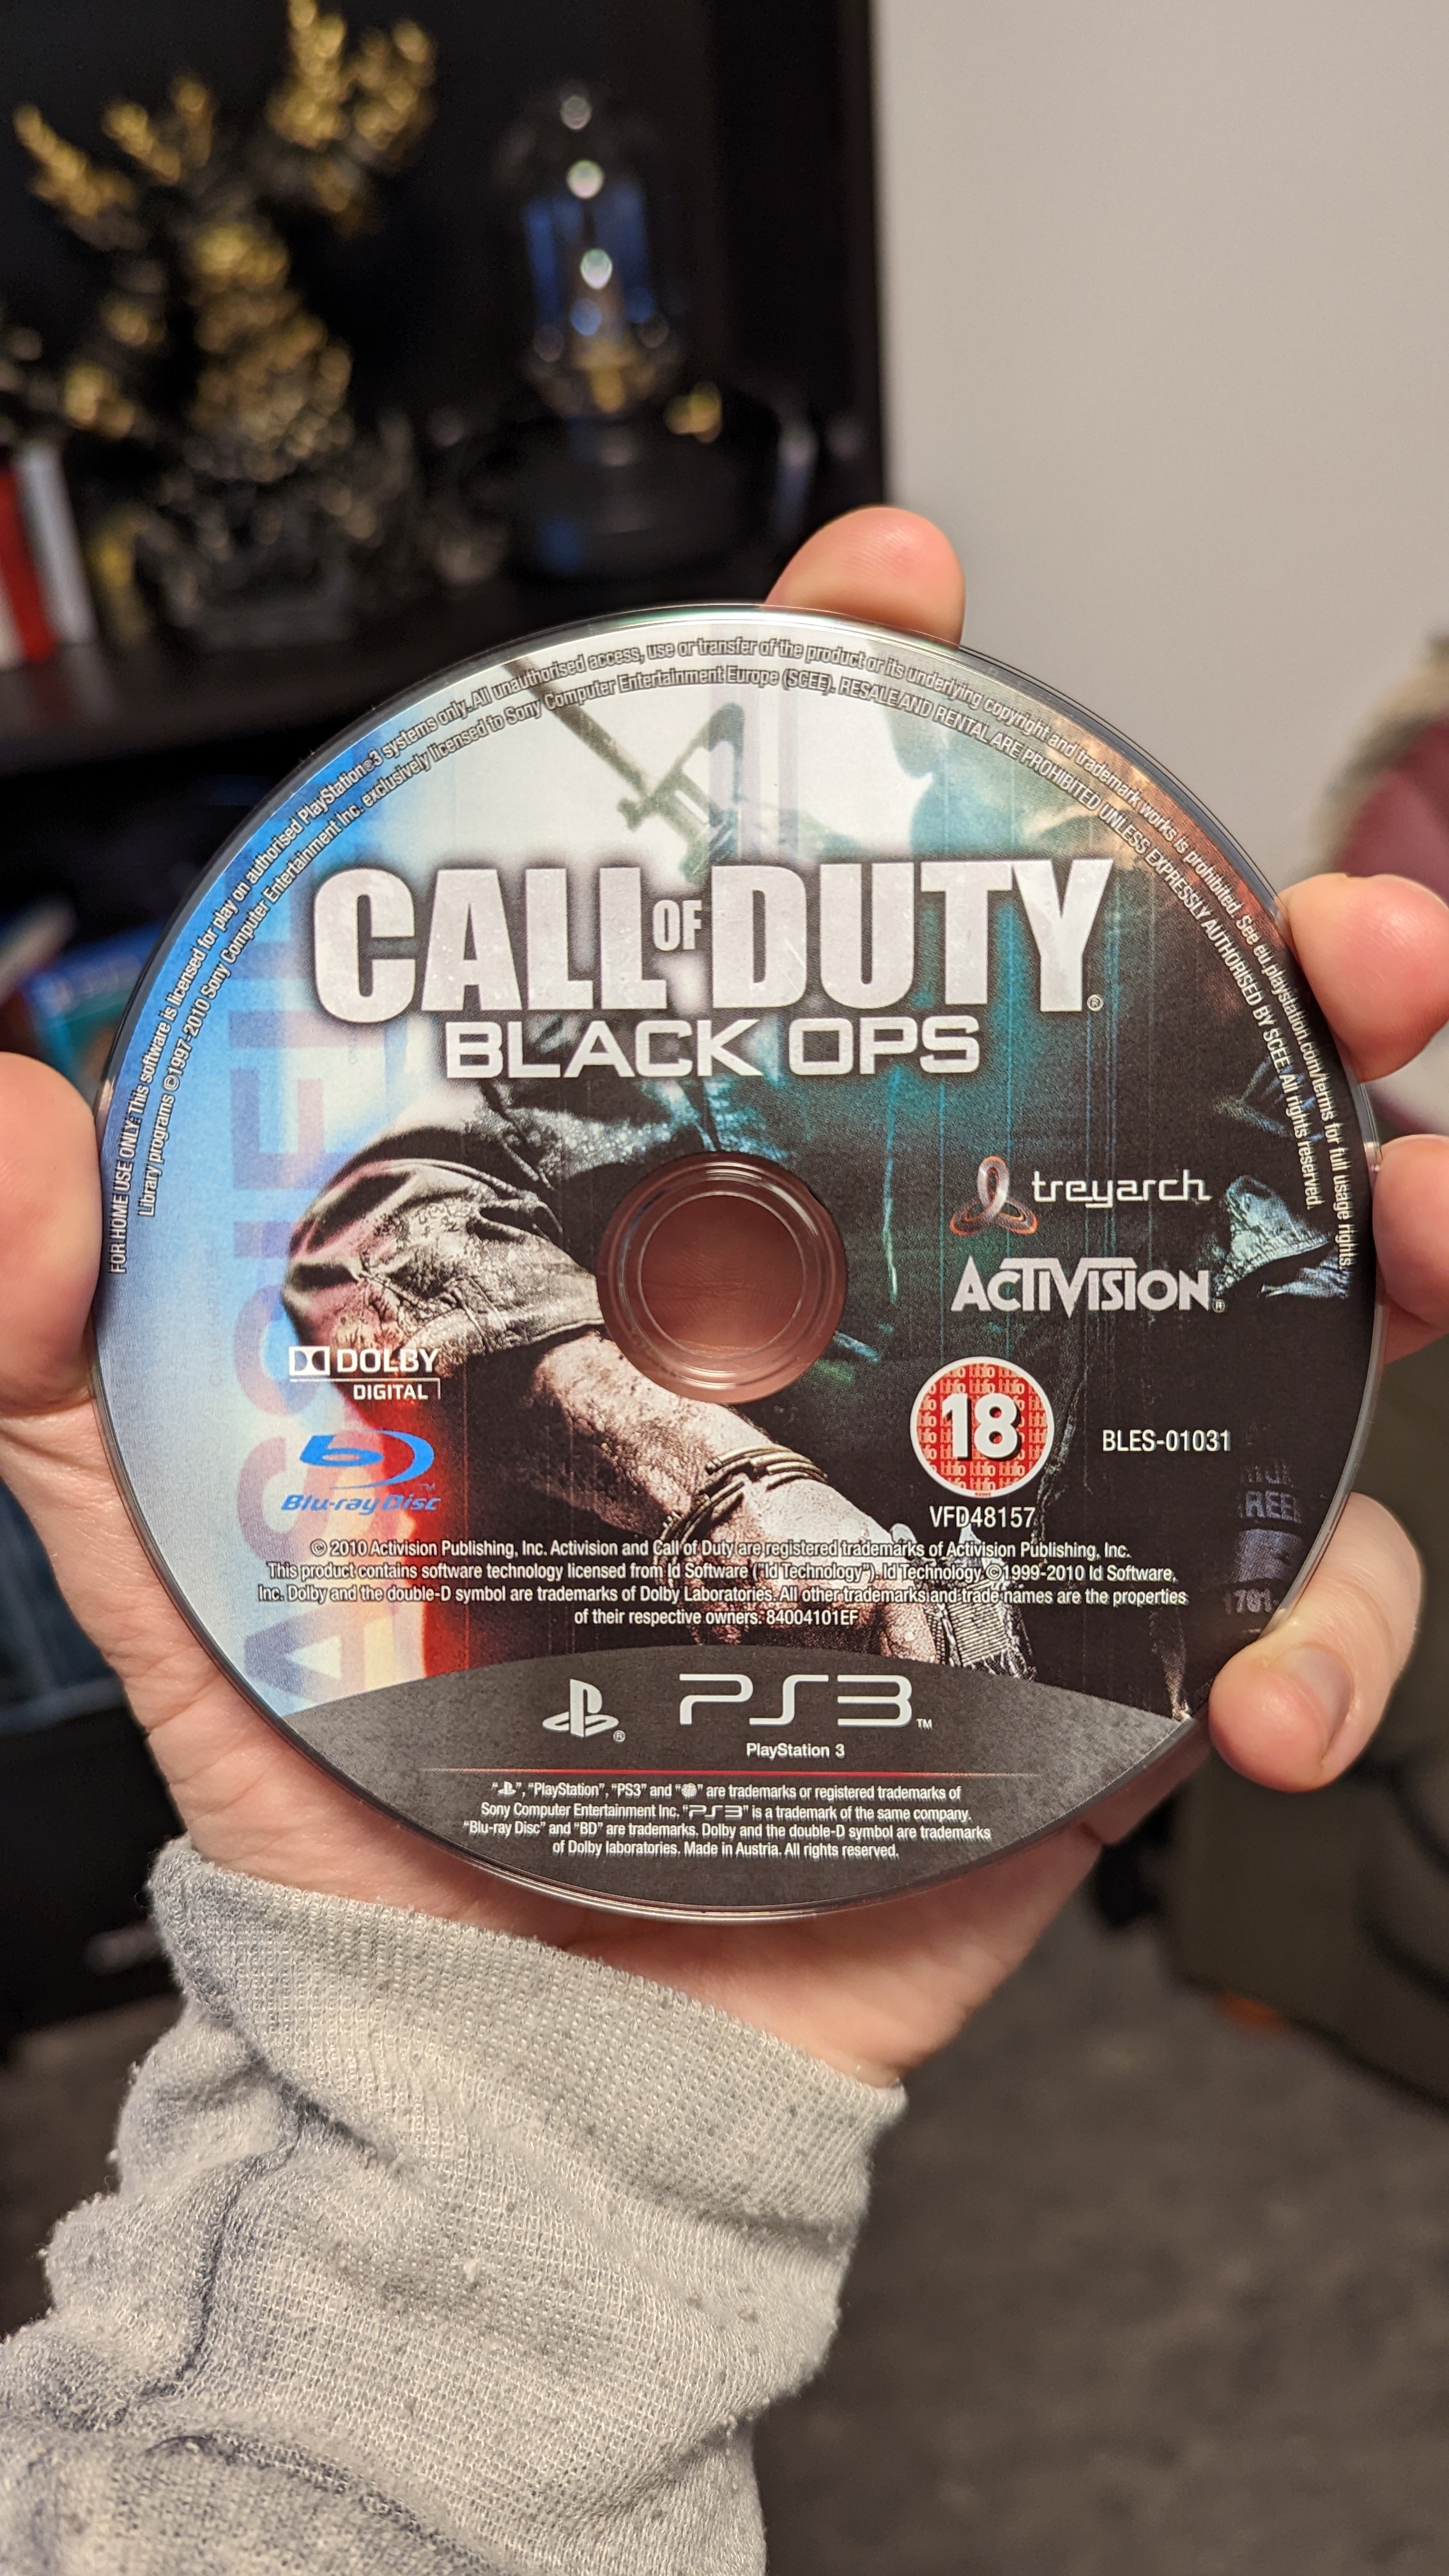 FOR HOME USE ONLY. This software is licensed for play on authorised PlayStation®3 systems only. All unauthorised access, use or transfer of the product or its underlying copyright and trademark works is prohibited. See eu.playstation.com/terms for full usage rights.
Library programs ©1997-2010 Sony Computer Entertainment Inc. exclusively licensed to Sony Computer Entertainment Europe (SCEE). RESALE AND RENTAL ARE PROHIBITED UNLESS EXPRESSLY AUTHORISED BY SCEE. All rights reserved.
CALL OF DUTY®
BLACK OPS
treyarch
ACTIVISION®
DOLBY
DIGITAL
18
BLES-01031
Blu-ray Disc™
VFD48157
© 2010 Activision Publishing, Inc. Activision and Call of Duty are registered trademarks of Activision Publishing, Inc.
This product contains software technology licensed from Id Software ("Id Technology"). Id Technology © 1999-2010 Id Software,
Inc. Dolby and the double-D symbol are trademarks of Dolby Laboratories. All other trademarks and trade names are the properties
of their respective owners. 84004101EF
PS3™
PlayStation 3
" ", "PlayStation", "PS3" and " " are trademarks or registered trademarks of
Sony Computer Entertainment Inc. "PS3" is a trademark of the same company.
"Blu-ray Disc" and "BD" are trademarks. Dolby and the double-D symbol are trademarks
of Dolby laboratories. Made in Austria. All rights reserved.